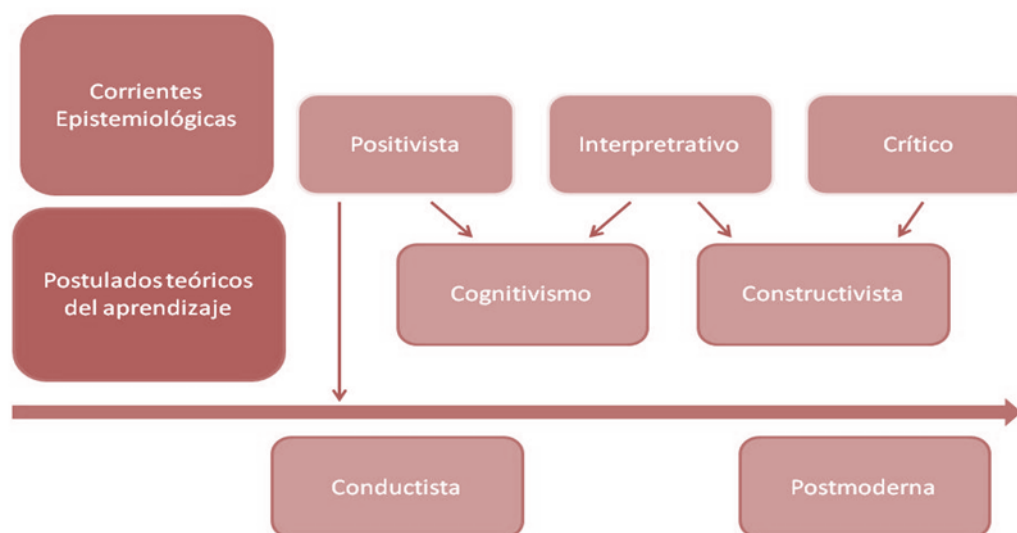 Corrientes
Epistemiológicas
Positivista
Interpretrativo
Crítico
Postulados teóricos
del aprendizaje
Cognitivismo
Constructivista
Conductista
Postmoderna